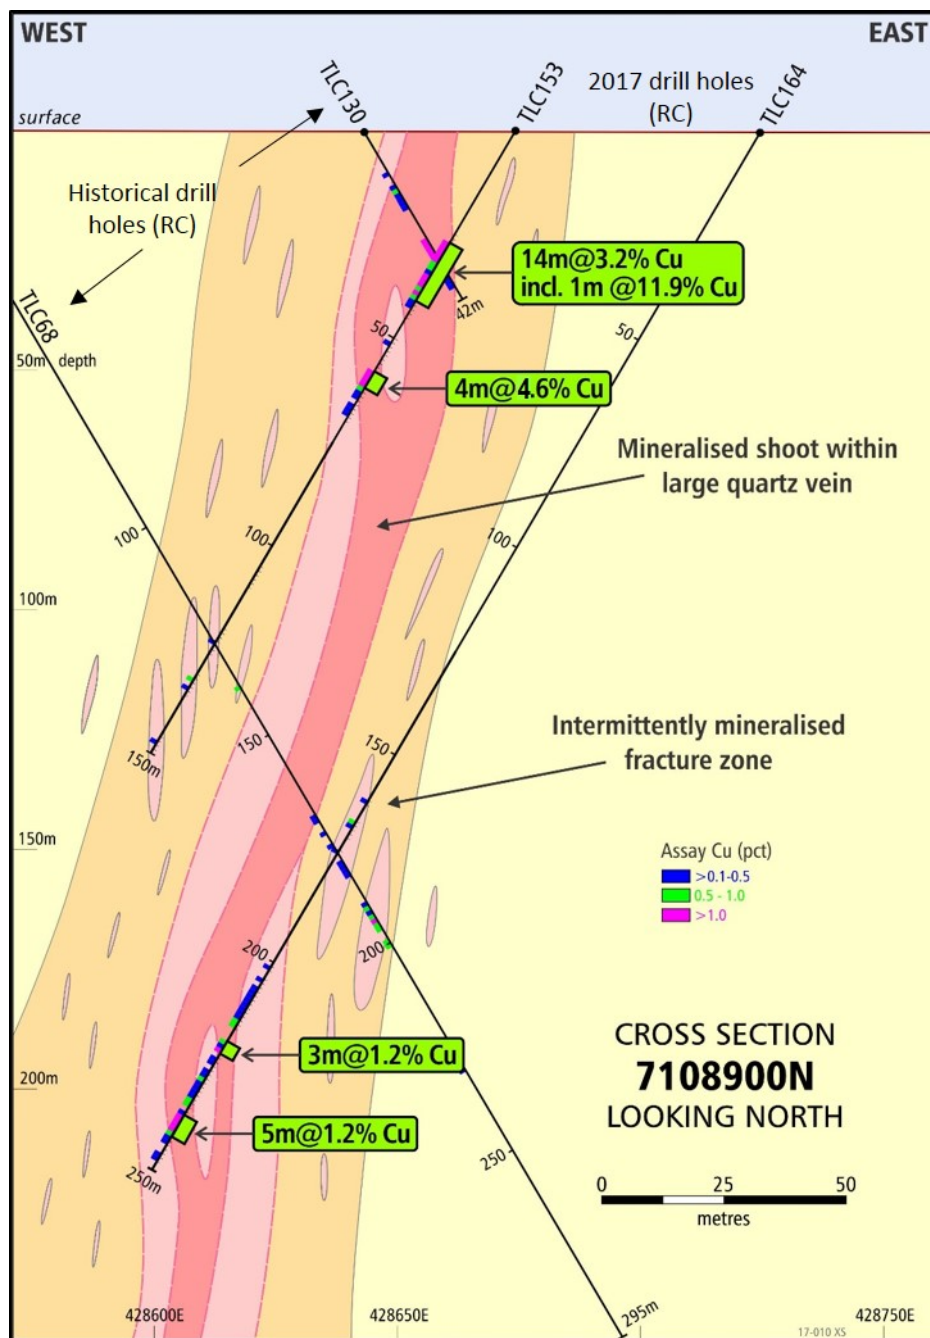 WEST
EAST
TLC130
TLC153
2017 drill holes
(RC)
TLC164
surface
Historical drill
holes (RC)
TLC68
14m@3.2% Cu
incl. 1m @11.9% Cu
42m
50
50
50m depth
4m@4.6% Cu
Mineralised shoot within
large quartz vein
100
100
100
100m
150m
150
150
Intermittently mineralised
fracture zone
150m
Assay Cu (pct)
>0.1-0.5
0.5 - 1.0
>1.0
200
200
CROSS SECTION
7108900N
LOOKING NORTH
3m@1.2% Cu
200m
5m@1.2% Cu
250m
250
0 25 50
metres
428600E
428650E
295m
428750E
17-010 XS